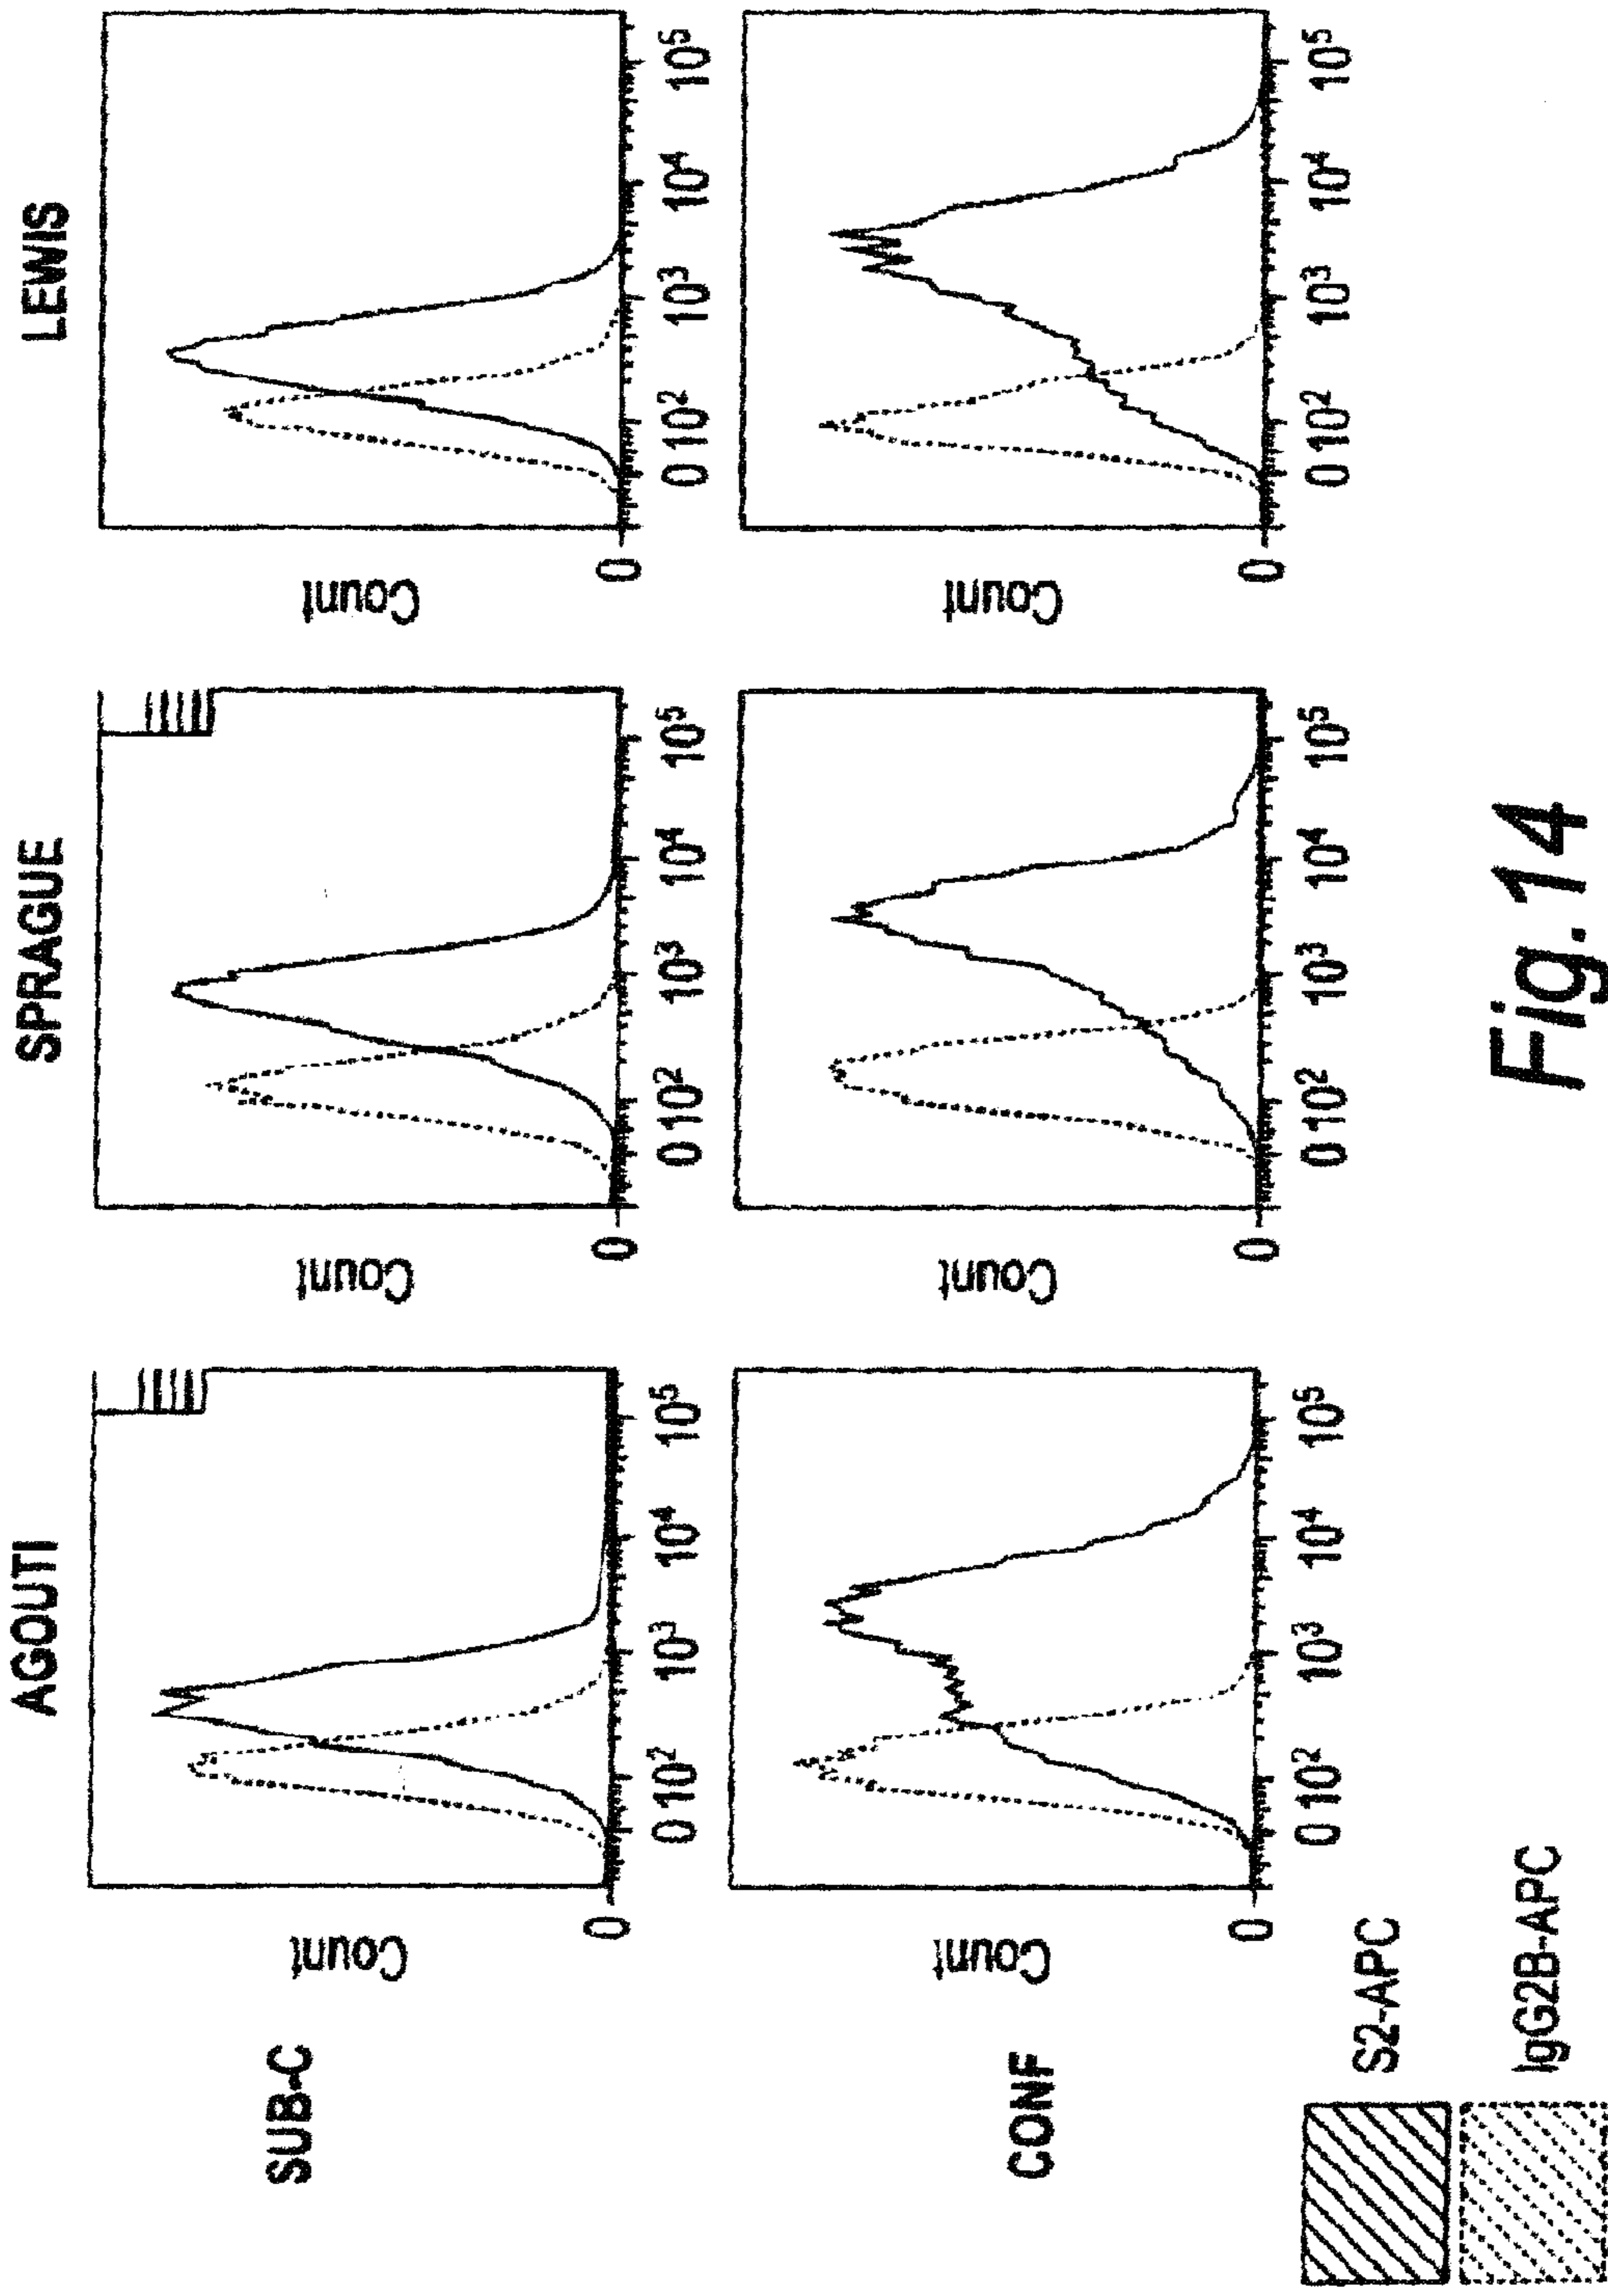 AGOUTI SPRAGUE LEWIS
SUB-C
Count Count Count
0 0 0
0 10² 10³ 10⁴ 10⁵ 0 10² 10³ 10⁴ 10⁵ 0 10² 10³ 10⁴ 10⁵
CONF
Count Count Count
0 0 0
0 10² 10³ 10⁴ 10⁵ 0 10² 10³ 10⁴ 10⁵ 0 10² 10³ 10⁴ 10⁵
S2-APC
IgG2B-APC
Fig. 14